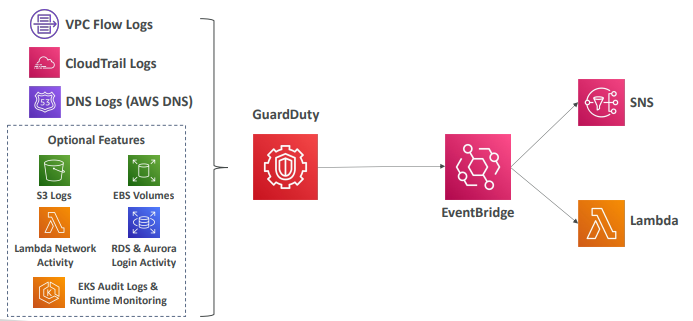 VPC Flow Logs
CloudTrail Logs
53
DNS Logs (AWS DNS)
Optional Features
S3 Logs
EBS Volumes
Lambda Network
Activity
RDS & Aurora
Login Activity
K
EKS Audit Logs &
Runtime Monitoring
GuardDuty
EventBridge
SNS
Lambda